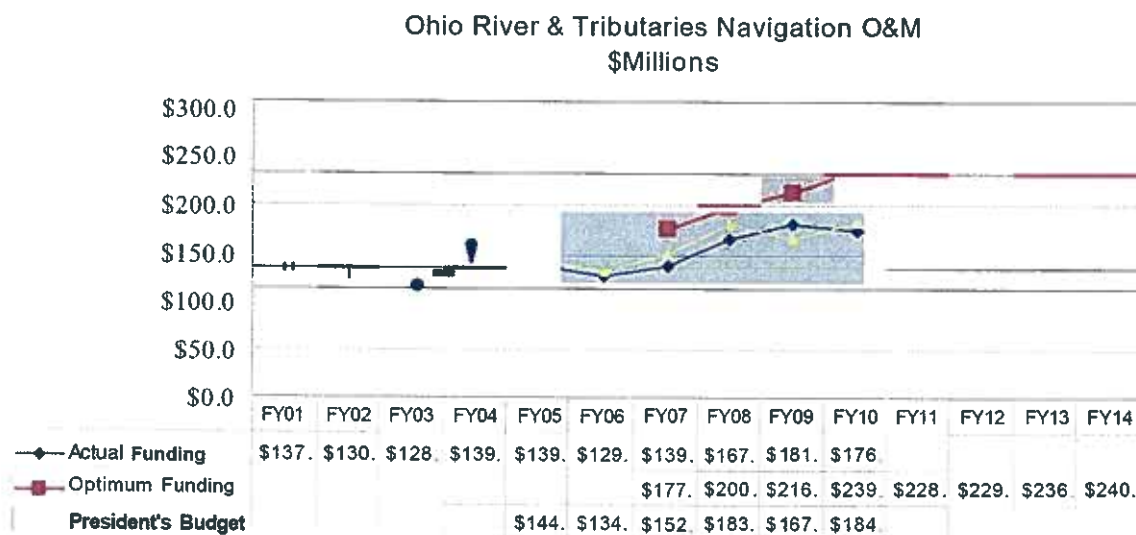 Ohio River & Tributaries Navigation O&M
$Millions
$300.0
$250.0
$200.0
$150.0
$100.0
$50.0
$0.0
FY01 FY02 FY03 FY04 FY05 FY06 FY07 FY08 FY09 FY10 FY11 FY12 FY13 FY14
Actual Funding $137. $130. $128. $139. $139. $129. $139. $167. $181. $176
Optimum Funding $177. $200. $216. $239. $228. $229. $236. $240.
President's Budget $144. $134. $152. $183. $167. $184.